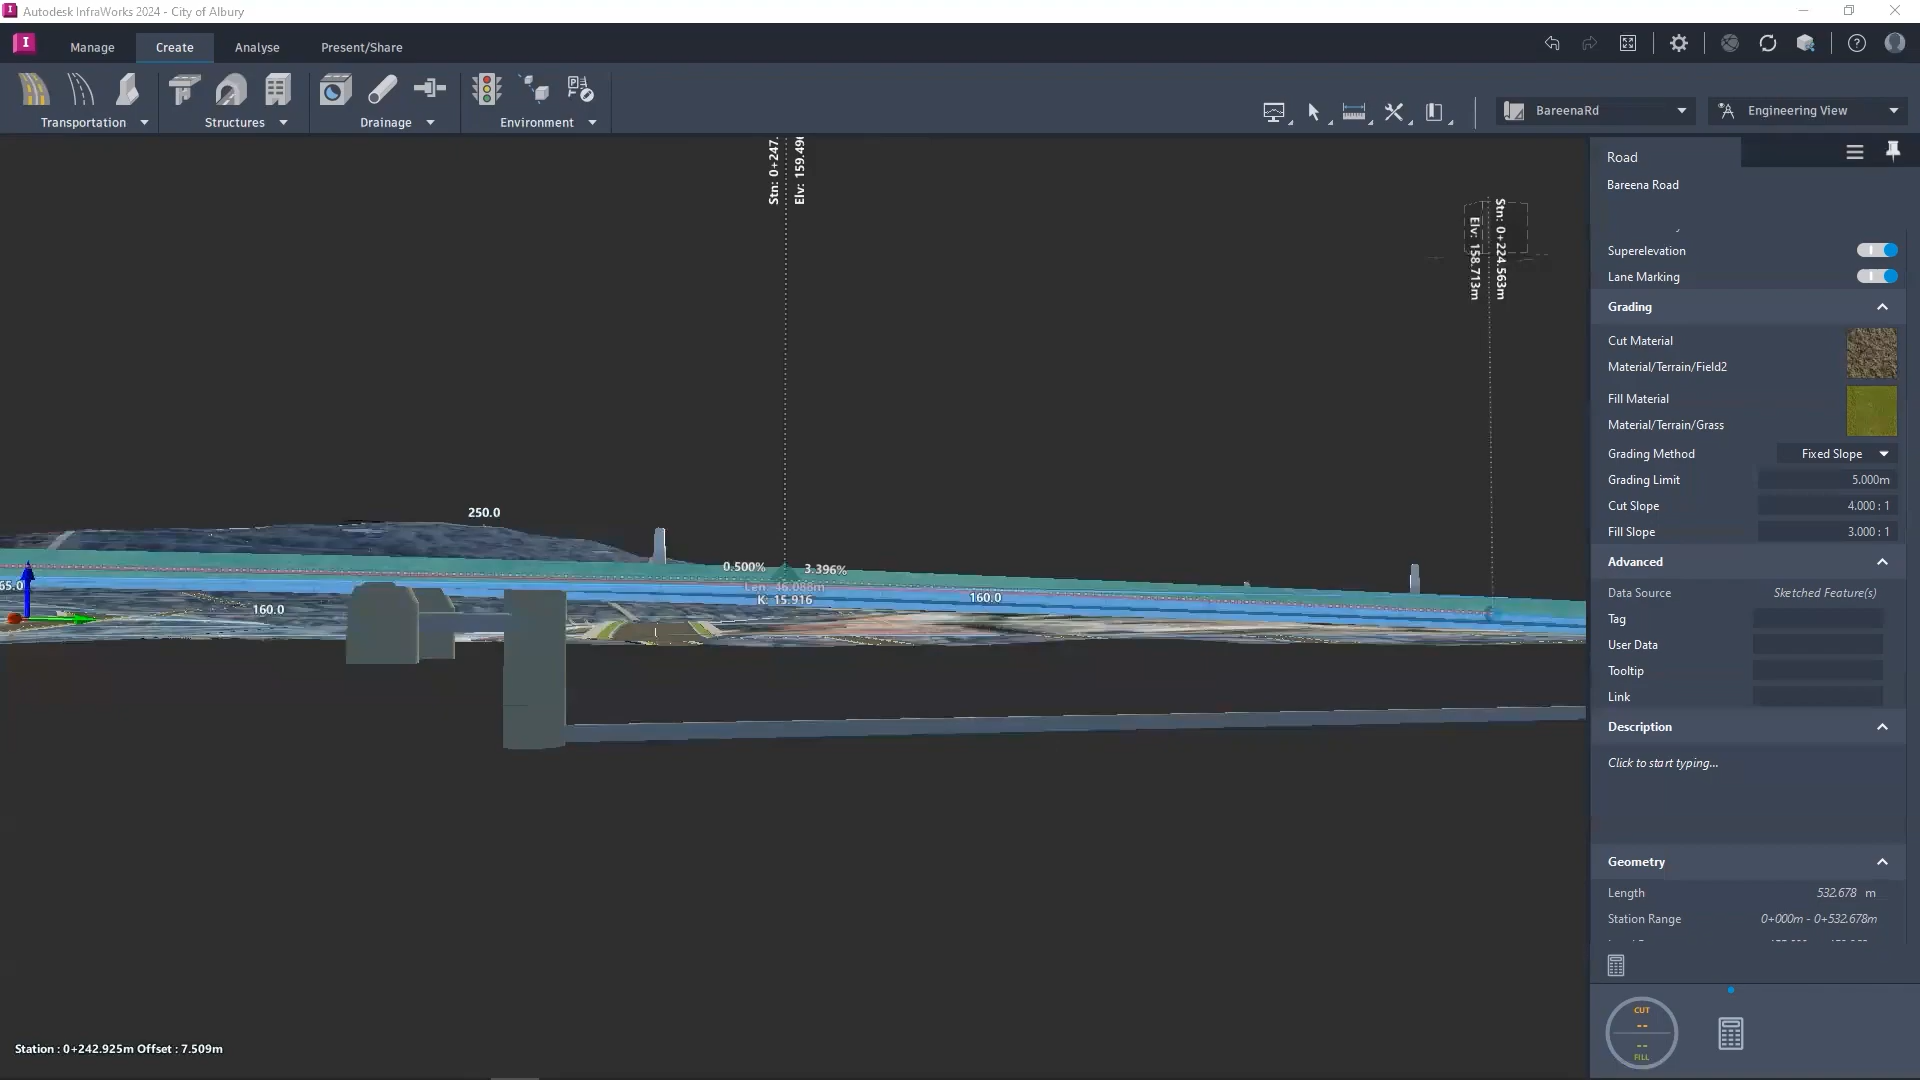 Autodesk InfraWorks 2024 - City of Albury
I
Manage
Create
Analyse
Present/Share
Transportation
Structures
Drainage
Environment
BareenaRd
Engineering View
Stn: 0+247.
Elv: 159.49
Elv: 158.713m
Stn: 0+224.563m
250.0
0.500%
3.396%
Len: 46.088m
K: 15.916
65.0
160.0
160.0
Station : 0+242.925m Offset : 7.509m
Road
Bareena Road
Superelevation
Lane Marking
Grading
Cut Material
Material/Terrain/Field2
Fill Material
Material/Terrain/Grass
Grading Method Fixed Slope
Grading Limit 5.000m
Cut Slope 4.000 : 1
Fill Slope 3.000 : 1
Advanced
Data Source Sketched Feature(s)
Tag
User Data
Tooltip
Link
Description
Click to start typing...
Geometry
Length 532.678 m
Station Range 0+000m - 0+532.678m
CUT
--
--
FILL